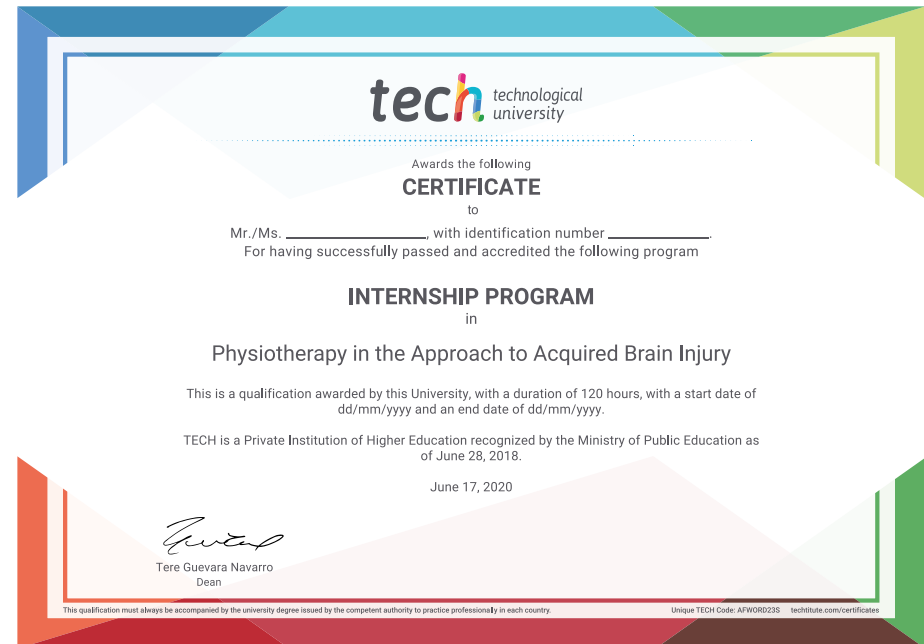 tech technological
university
Awards the following
CERTIFICATE
to
Mr./Ms. ____________________, with identification number ______________.
For having successfully passed and accredited the following program
INTERNSHIP PROGRAM
in
Physiotherapy in the Approach to Acquired Brain Injury
This is a qualification awarded by this University, with a duration of 120 hours, with a start date of
dd/mm/yyyy and an end date of dd/mm/yyyy.
TECH is a Private Institution of Higher Education recognized by the Ministry of Public Education as
of June 28, 2018.
June 17, 2020
Tere Guevara Navarro
Dean
This qualification must always be accompanied by the university degree issued by the competent authority to practice professionally in each country. Unique TECH Code: AFWORD23S techtitute.com/certificates